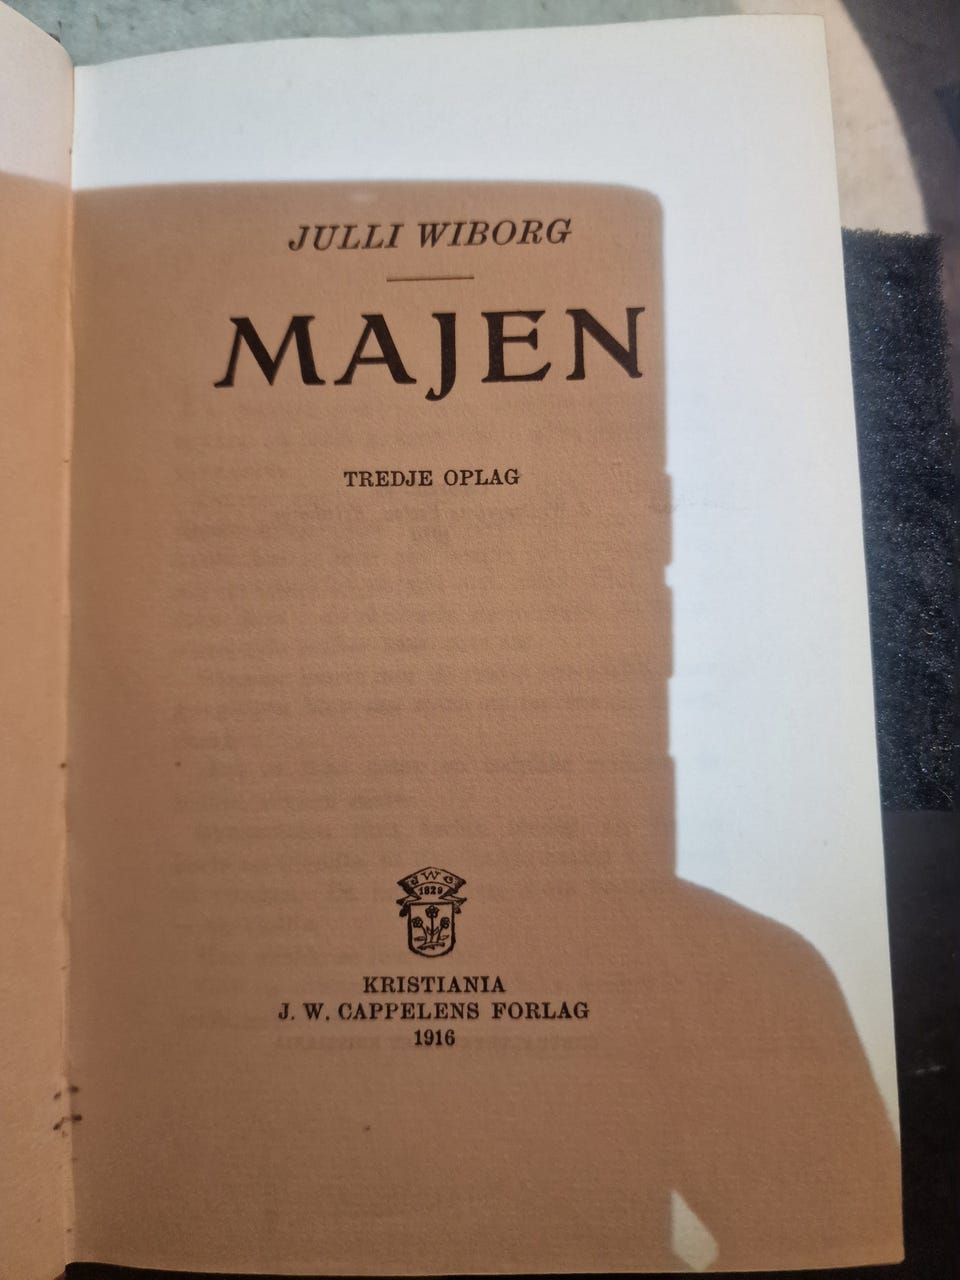 JULLI WIBORG
MAJEN
TREDJE OPLAG
JWC
1829
KRISTIANIA
J. W. CAPPELENS FORLAG
1916